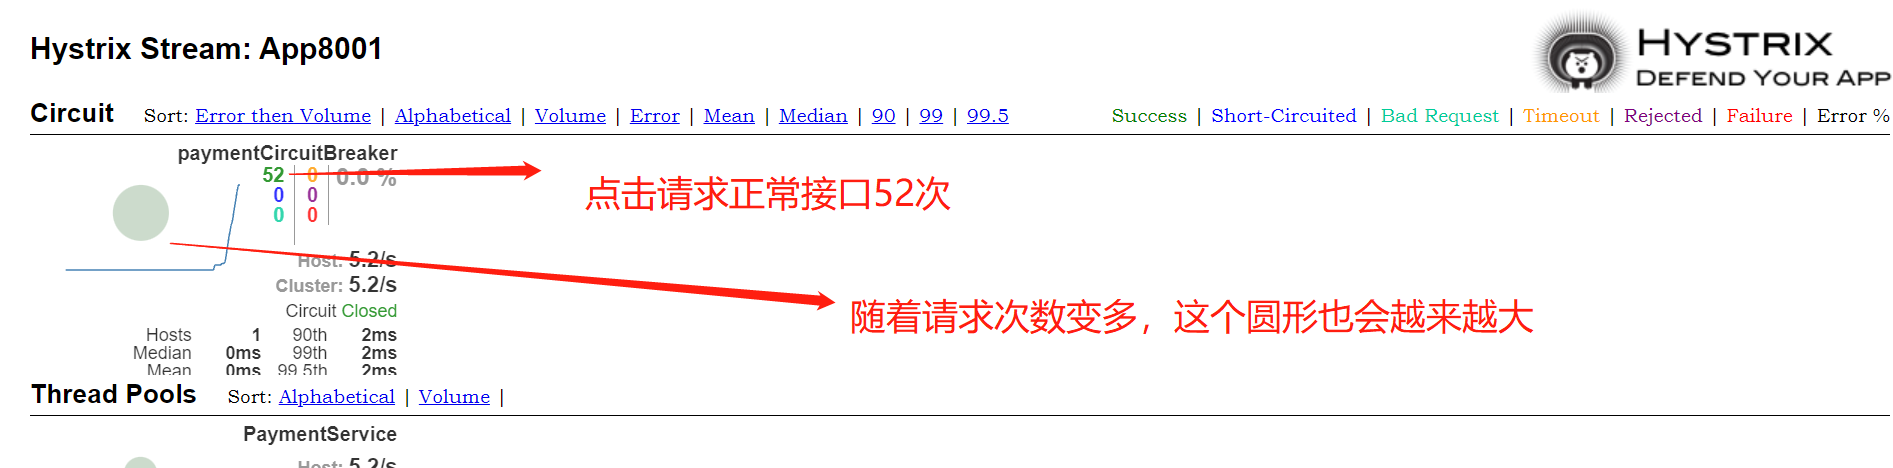 Hystrix Stream: App8001
HYSTRIX
DEFEND YOUR APP
Circuit Sort: Error then Volume | Alphabetical | Volume | Error | Mean | Median | 90 | 99 | 99.5
Success | Short-Circuited | Bad Request | Timeout | Rejected | Failure | Error %
paymentCircuitBreaker
52 0 0.0 %
0 0
0 0
点击请求正常接口52次
Host: 5.2/s
Cluster: 5.2/s
Circuit Closed
随着请求次数变多，这个圆形也会越来越大
Hosts 1 90th 2ms
Median 0ms 99th 2ms
Mean 0ms 99.5th 2ms
Thread Pools Sort: Alphabetical | Volume |
PaymentService
Host: 5.2/s